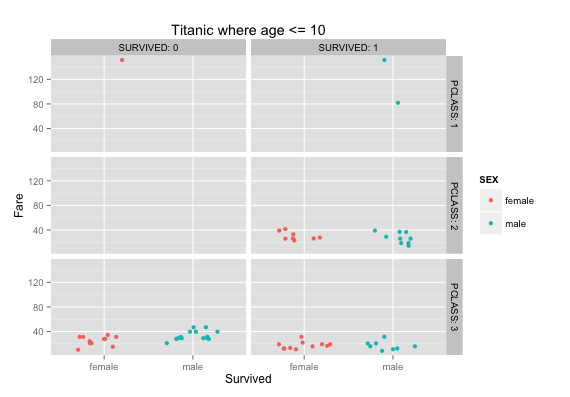 Titanic where age <= 10
SURVIVED: 0
SURVIVED: 1
120
80
40
PCLASS: 1
120
80
40
PCLASS: 2
120
80
40
PCLASS: 3
Fare
female
male
female
male
Survived
SEX
female
male